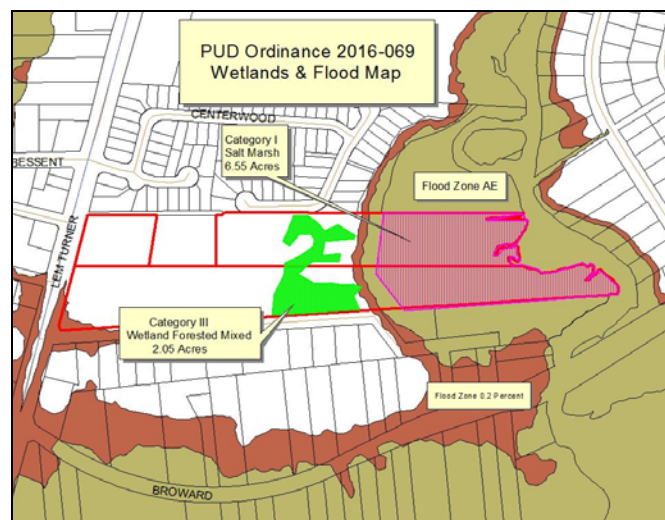 PUD Ordinance 2016-069
Wetlands & Flood Map
CENTERWOOD
Category I
Salt Marsh
6.55 Acres
BESSENT
Flood Zone AE
LEM TURNER
Category III
Wetland Forested Mixed
2.05 Acres
Flood Zone 0.2 Percent
BROWARD